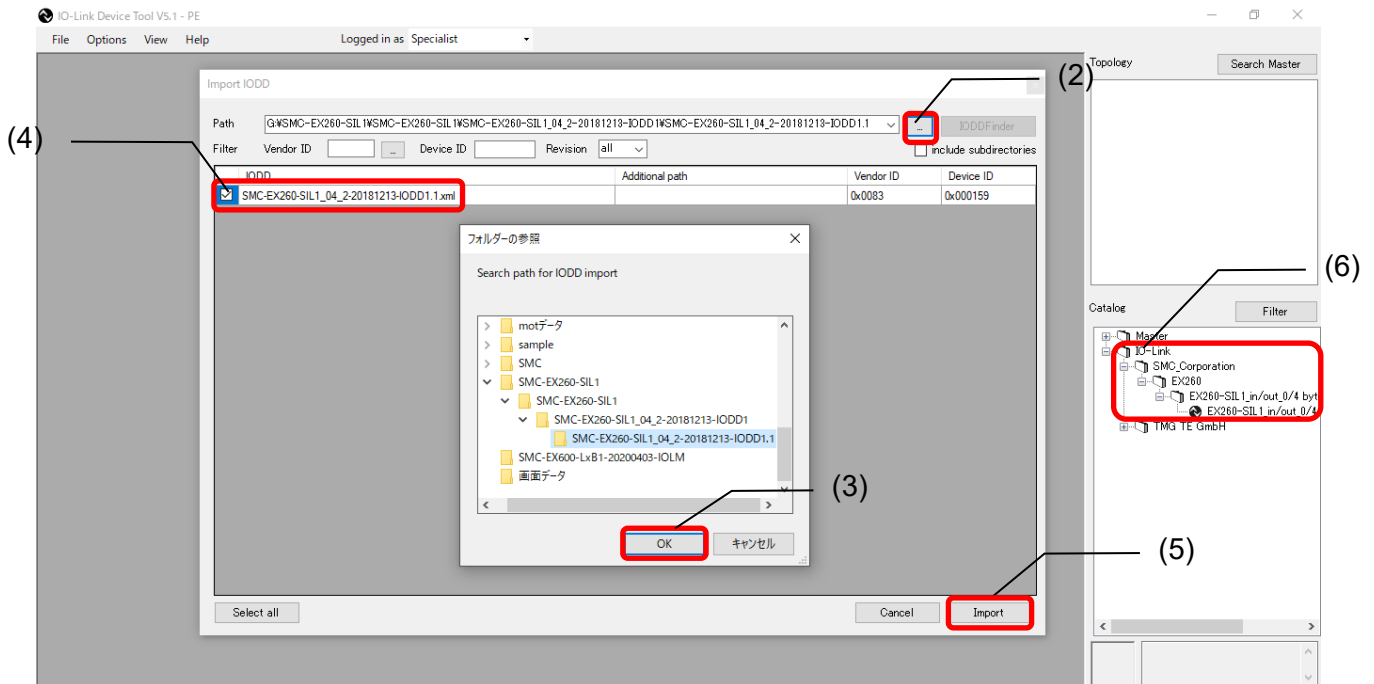 IO-Link Device Tool V5.1 - PE
File Options View Help Logged in as Specialist
Topology Search Master
(2)
Import IODD
Path G:¥SMC-EX260-SIL1¥SMC-EX260-SIL1¥SMC-EX260-SIL1_04_2-20181213-IODD1¥SMC-EX260-SIL1_04_2-20181213-IODD1.1 ... IODDFinder
(4)
Filter Vendor ID ... Device ID Revision all include subdirectories
IODD Additional path Vendor ID Device ID
SMC-EX260-SIL1_04_2-20181213-IODD1.1.xml 0x0083 0x000159
フォルダーの参照
Search path for IODD import
(6)
Catalog Filter
motデータ
sample
SMC
SMC-EX260-SIL1
SMC-EX260-SIL1
SMC-EX260-SIL1_04_2-20181213-IODD1
SMC-EX260-SIL1_04_2-20181213-IODD1.1
SMC-EX600-LxB1-20200403-IOLM
画面データ
Master
IO-Link
SMC_Corporation
EX260
EX260-SIL1_in/out_0/4 byt
EX260-SIL1_in/out_0/4
TMG TE GmbH
(3)
OK キャンセル
(5)
Select all Cancel Import